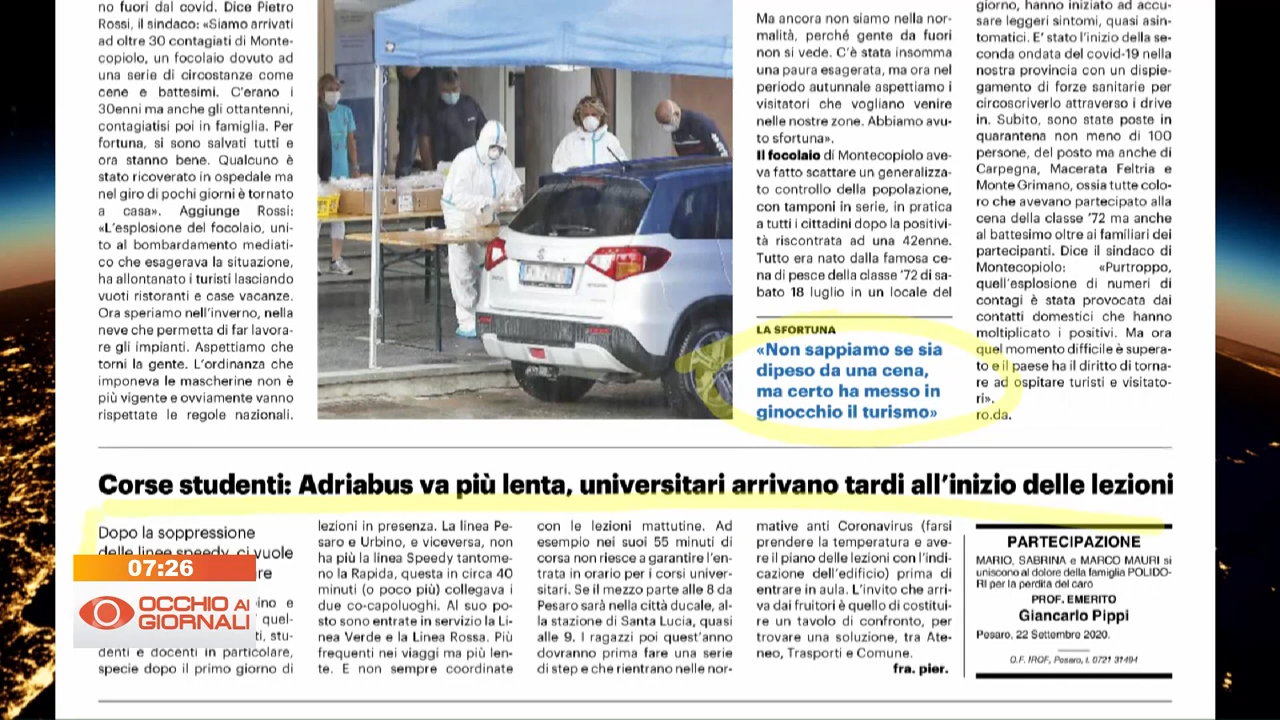 no fuori dal covid. Dice Pietro
Rossi, il sindaco: «Siamo arrivati
ad oltre 30 contagiati di Monte-
copiolo, un focolaio dovuto ad
una serie di circostanze come
cene e battesimi. C'erano i
30enni ma anche gli ottantenni,
contagiatisi poi in famiglia. Per
fortuna, si sono salvati tutti e
ora stanno bene. Qualcuno è
stato ricoverato in ospedale ma
nel giro di pochi giorni è tornato
a casa». Aggiunge Rossi:
«L'esplosione del focolaio, uni-
to al bombardamento mediati-
co che esagerava la situazione,
ha allontanato i turisti lasciando
vuoti ristoranti e case vacanze.
Ora speriamo nell'inverno, nella
neve che permetta di far lavora-
re gli impianti. Aspettiamo che
torni la gente. L'ordinanza che
imponeva le mascherine non è
più vigente e ovviamente vanno
rispettate le regole nazionali.
Ma ancora non siamo nella nor-
malità, perché gente da fuori
non si vede. C'è stata insomma
una paura esagerata, ma ora nel
periodo autunnale aspettiamo i
visitatori che vogliano venire
nelle nostre zone. Abbiamo avu-
to sfortuna».
Il focolaio di Montecopiolo ave-
va fatto scattare un generalizza-
to controllo della popolazione,
con tamponi in serie, in pratica
a tutti i cittadini dopo la positivi-
tà riscontrata ad una 42enne.
Tutto era nato dalla famosa ce-
na di pesce della classe '72 di sa-
bato 18 luglio in un locale del
LA SFORTUNA
«Non sappiamo se sia
dipeso da una cena,
ma certo ha messo in
ginocchio il turismo»
giorno, hanno iniziato ad accu-
sare leggeri sintomi, quasi asin-
tomatici. E' stato l'inizio della se-
conda ondata del covid-19 nella
nostra provincia con un dispie-
gamento di forze sanitarie per
circoscriverlo attraverso i drive
in. Subito, sono state poste in
quarantena non meno di 100
persone, del posto ma anche di
Carpegna, Macerata Feltria e
Monte Grimano, ossia tutte colo-
ro che avevano partecipato alla
cena della classe '72 ma anche
al battesimo oltre ai familiari dei
partecipanti. Dice il sindaco di
Montecopiolo: «Purtroppo,
quell'esplosione di numeri di
contagi è stata provocata dai
contatti domestici che hanno
moltiplicato i positivi. Ma ora
quel momento difficile è supera-
to e il paese ha il diritto di torna-
re ad ospitare turisti e visitato-
ri».
ro.da.
Corse studenti: Adriabus va più lenta, universitari arrivano tardi all'inizio delle lezioni
Dopo la soppressione
delle linee speedy, ci vuole
re
ino e
quel-
ti, stu-
denti e docenti in particolare,
specie dopo il primo giorno di
lezioni in presenza. La linea Pe-
saro e Urbino, e viceversa, non
ha più la linea Speedy tantome-
no la Rapida, questa in circa 40
minuti (o poco più) collegava i
due co-capoluoghi. Al suo po-
sto sono entrate in servizio la Li-
nea Verde e la Linea Rossa. Più
frequenti nei viaggi ma più len-
te. E non sempre coordinate
con le lezioni mattutine. Ad
esempio nei suoi 55 minuti di
corsa non riesce a garantire l'en-
trata in orario per i corsi univer-
sitari. Se il mezzo parte alle 8 da
Pesaro sarà nella città ducale, al-
la stazione di Santa Lucia, quasi
alle 9. I ragazzi poi quest'anno
dovranno prima fare una serie
di step e che rientrano nelle nor-
mative anti Coronavirus (farsi
prendere la temperatura e ave-
re il piano delle lezioni con l'indi-
cazione dell'edificio) prima di
entrare in aula. L'invito che arri-
va dai fruitori è quello di costitui-
re un tavolo di confronto, per
trovare una soluzione, tra Ate-
neo, Trasporti e Comune.
fra. pier.
PARTECIPAZIONE
MARIO, SABRINA e MARCO MAURI si
uniscono al dolore della famiglia POLIDO-
RI per la perdita del caro
PROF. EMERITO
Giancarlo Pippi
Pesaro, 22 Settembre 2020.
O.F. IROF, Pesaro, t. 0721 31494
07:26
OCCHIO AI
GIORNALI